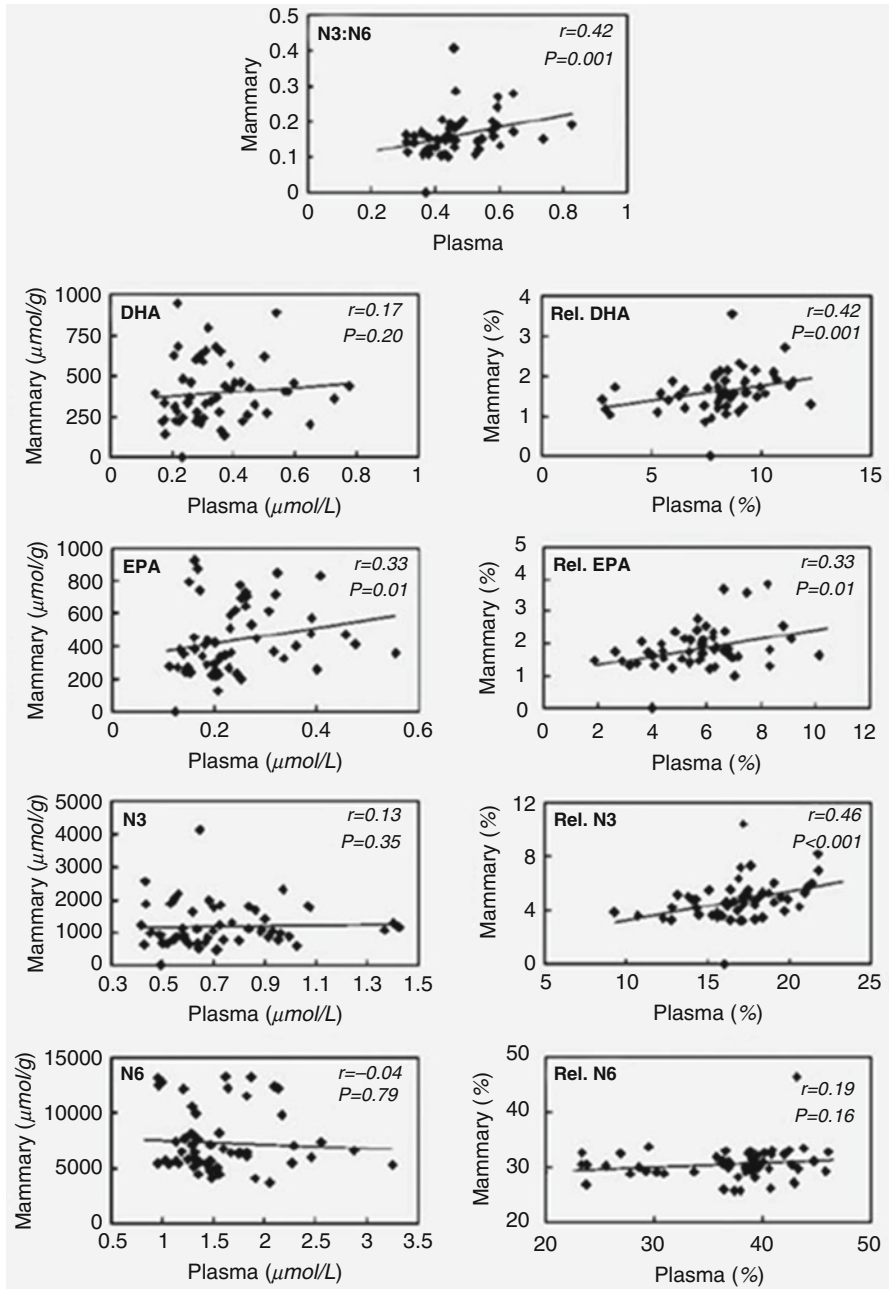 N3:N6
r=0.42
P=0.001
Mammary
0.5
0.4
0.3
0.2
0.1
0
0 0.2 0.4 0.6 0.8 1
Plasma
DHA
r=0.17
P=0.20
Mammary (µmol/g)
1000
750
500
250
0
0 0.2 0.4 0.6 0.8 1
Plasma (µmol/L)
Rel. DHA
r=0.42
P=0.001
Mammary (%)
4
3
2
1
0
0 5 10 15
Plasma (%)
EPA
r=0.33
P=0.01
Mammary (µmol/g)
1000
800
600
400
200
0
0 0.2 0.4 0.6
Plasma (µmol/L)
Rel. EPA
r=0.33
P=0.01
Mammary (%)
5
4
3
2
1
0
0 2 4 6 8 10 12
Plasma (%)
N3
r=0.13
P=0.35
Mammary (µmol/g)
5000
4000
3000
2000
1000
0
0.3 0.5 0.7 0.9 1.1 1.3 1.5
Plasma (µmol/L)
Rel. N3
r=0.46
P<0.001
Mammary (%)
12
8
4
0
5 10 15 20 25
Plasma (%)
N6
r=–0.04
P=0.79
Mammary (µmol/g)
15000
10000
5000
0
0.5 1 1.5 2 2.5 3 3.5
Plasma (µmol/L)
Rel. N6
r=0.19
P=0.16
Mammary (%)
50
40
30
20
20 30 40 50
Plasma (%)